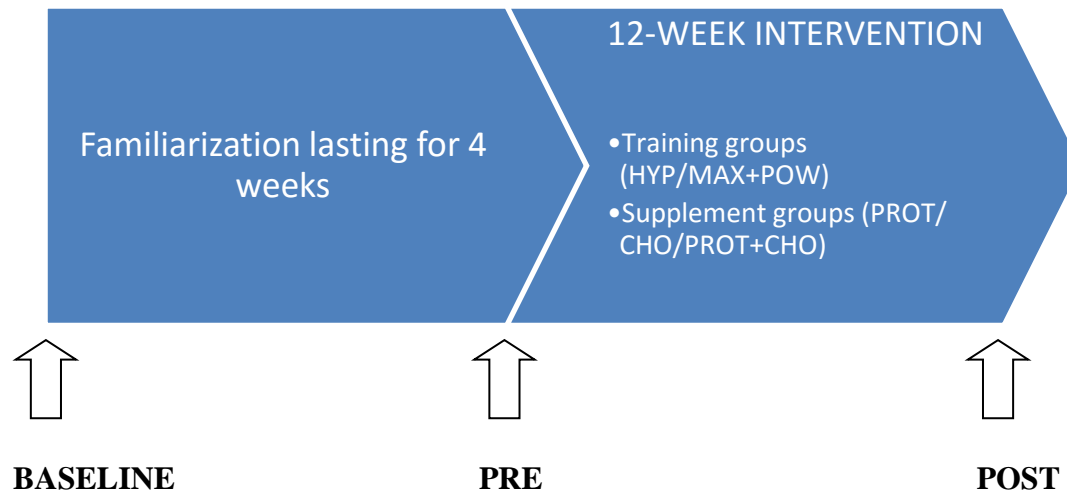 12-WEEK INTERVENTION
Familiarization lasting for 4
weeks
•Training groups
(HYP/MAX+POW)
•Supplement groups (PROT/
CHO/PROT+CHO)
BASELINE
PRE
POST